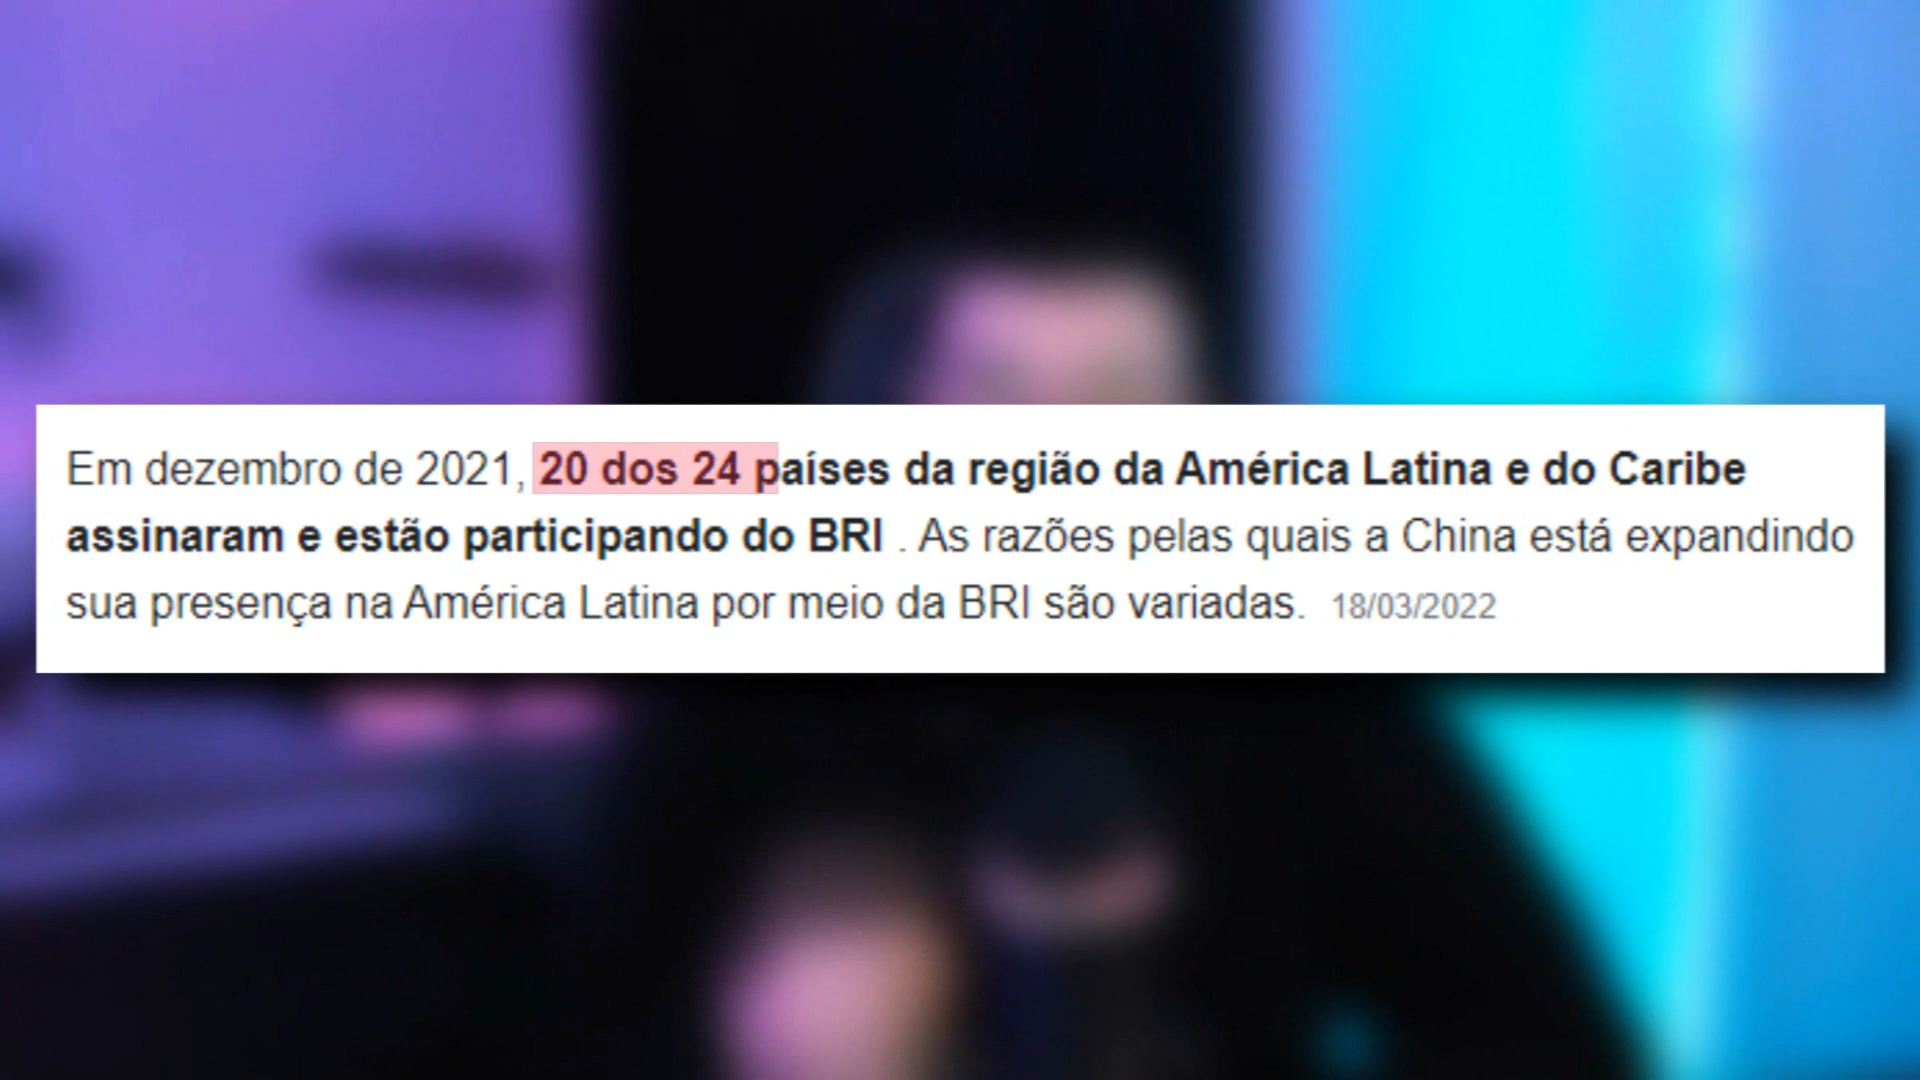 Em dezembro de 2021, 20 dos 24 países da região da América Latina e do Caribe
assinaram e estão participando do BRI . As razões pelas quais a China está expandindo
sua presença na América Latina por meio da BRI são variadas. 18/03/2022